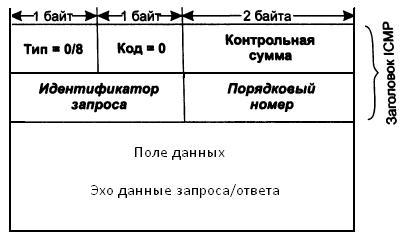 1 байт 1 байт 2 байта
Тип = 0/8 Код = 0 Контрольная
сумма
Идентификатор
запроса
Порядковый
номер
Заголовок ICMP
Поле данных
Эхо данные запроса/ответа